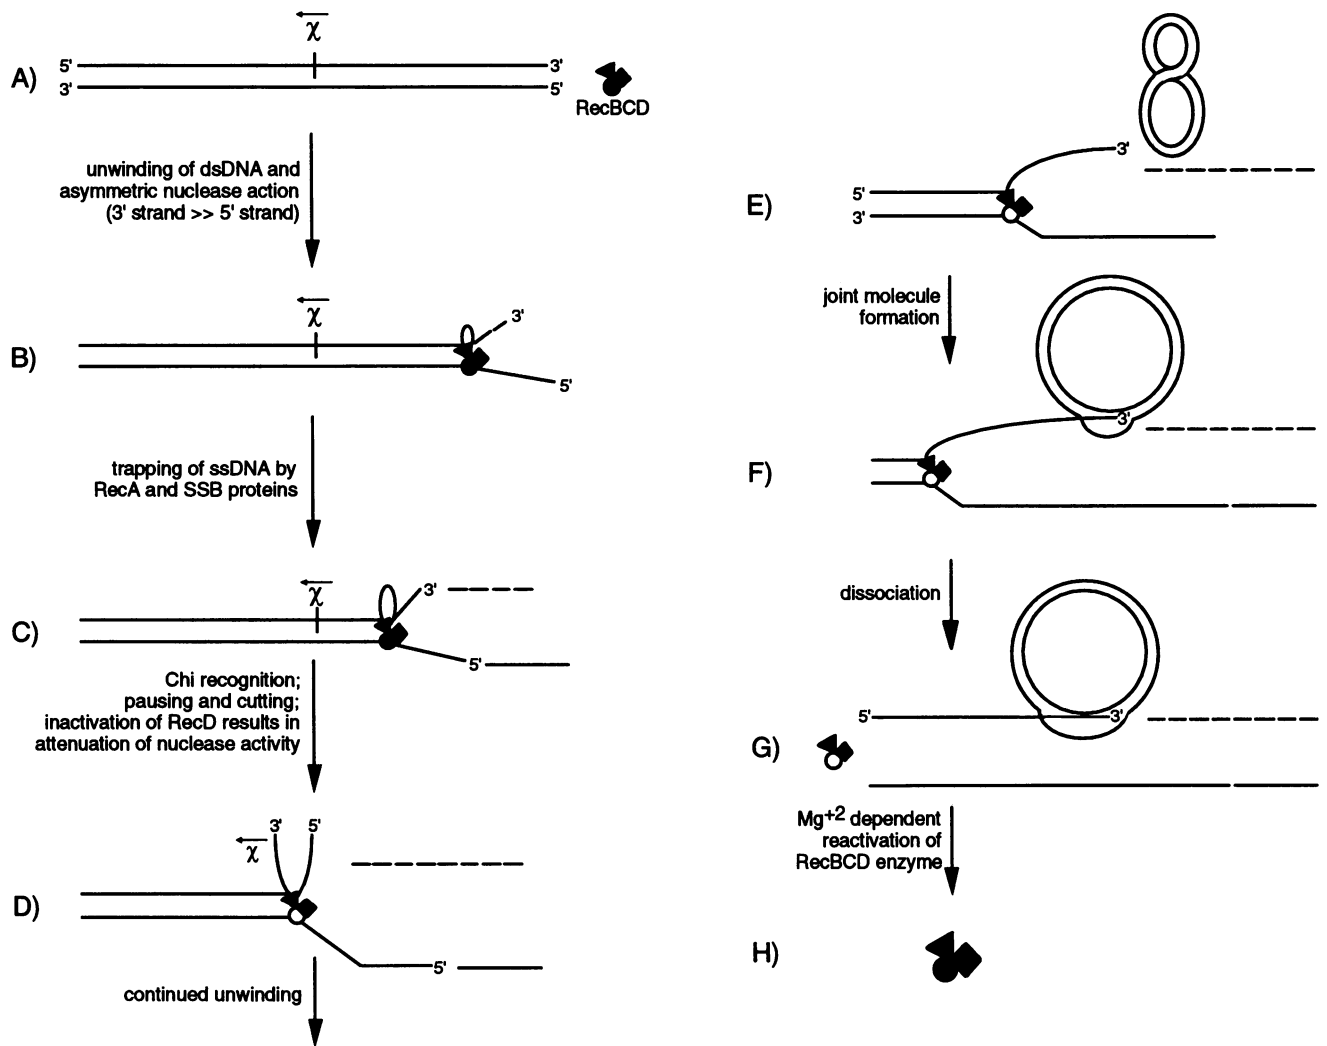 χ
A)
5'
3'
3'
5'
RecBCD
unwinding of dsDNA and
asymmetric nuclease action
(3' strand >> 5' strand)
χ
B)
3'
5'
trapping of ssDNA by
RecA and SSB proteins
χ
C)
3'
5'
Chi recognition;
pausing and cutting;
inactivation of RecD results in
attenuation of nuclease activity
3'
5'
χ
D)
5'
continued unwinding
E)
3'
5'
3'
joint molecule
formation
F)
3'
dissociation
5'
3'
G)
Mg+2 dependent
reactivation of
RecBCD enzyme
H)